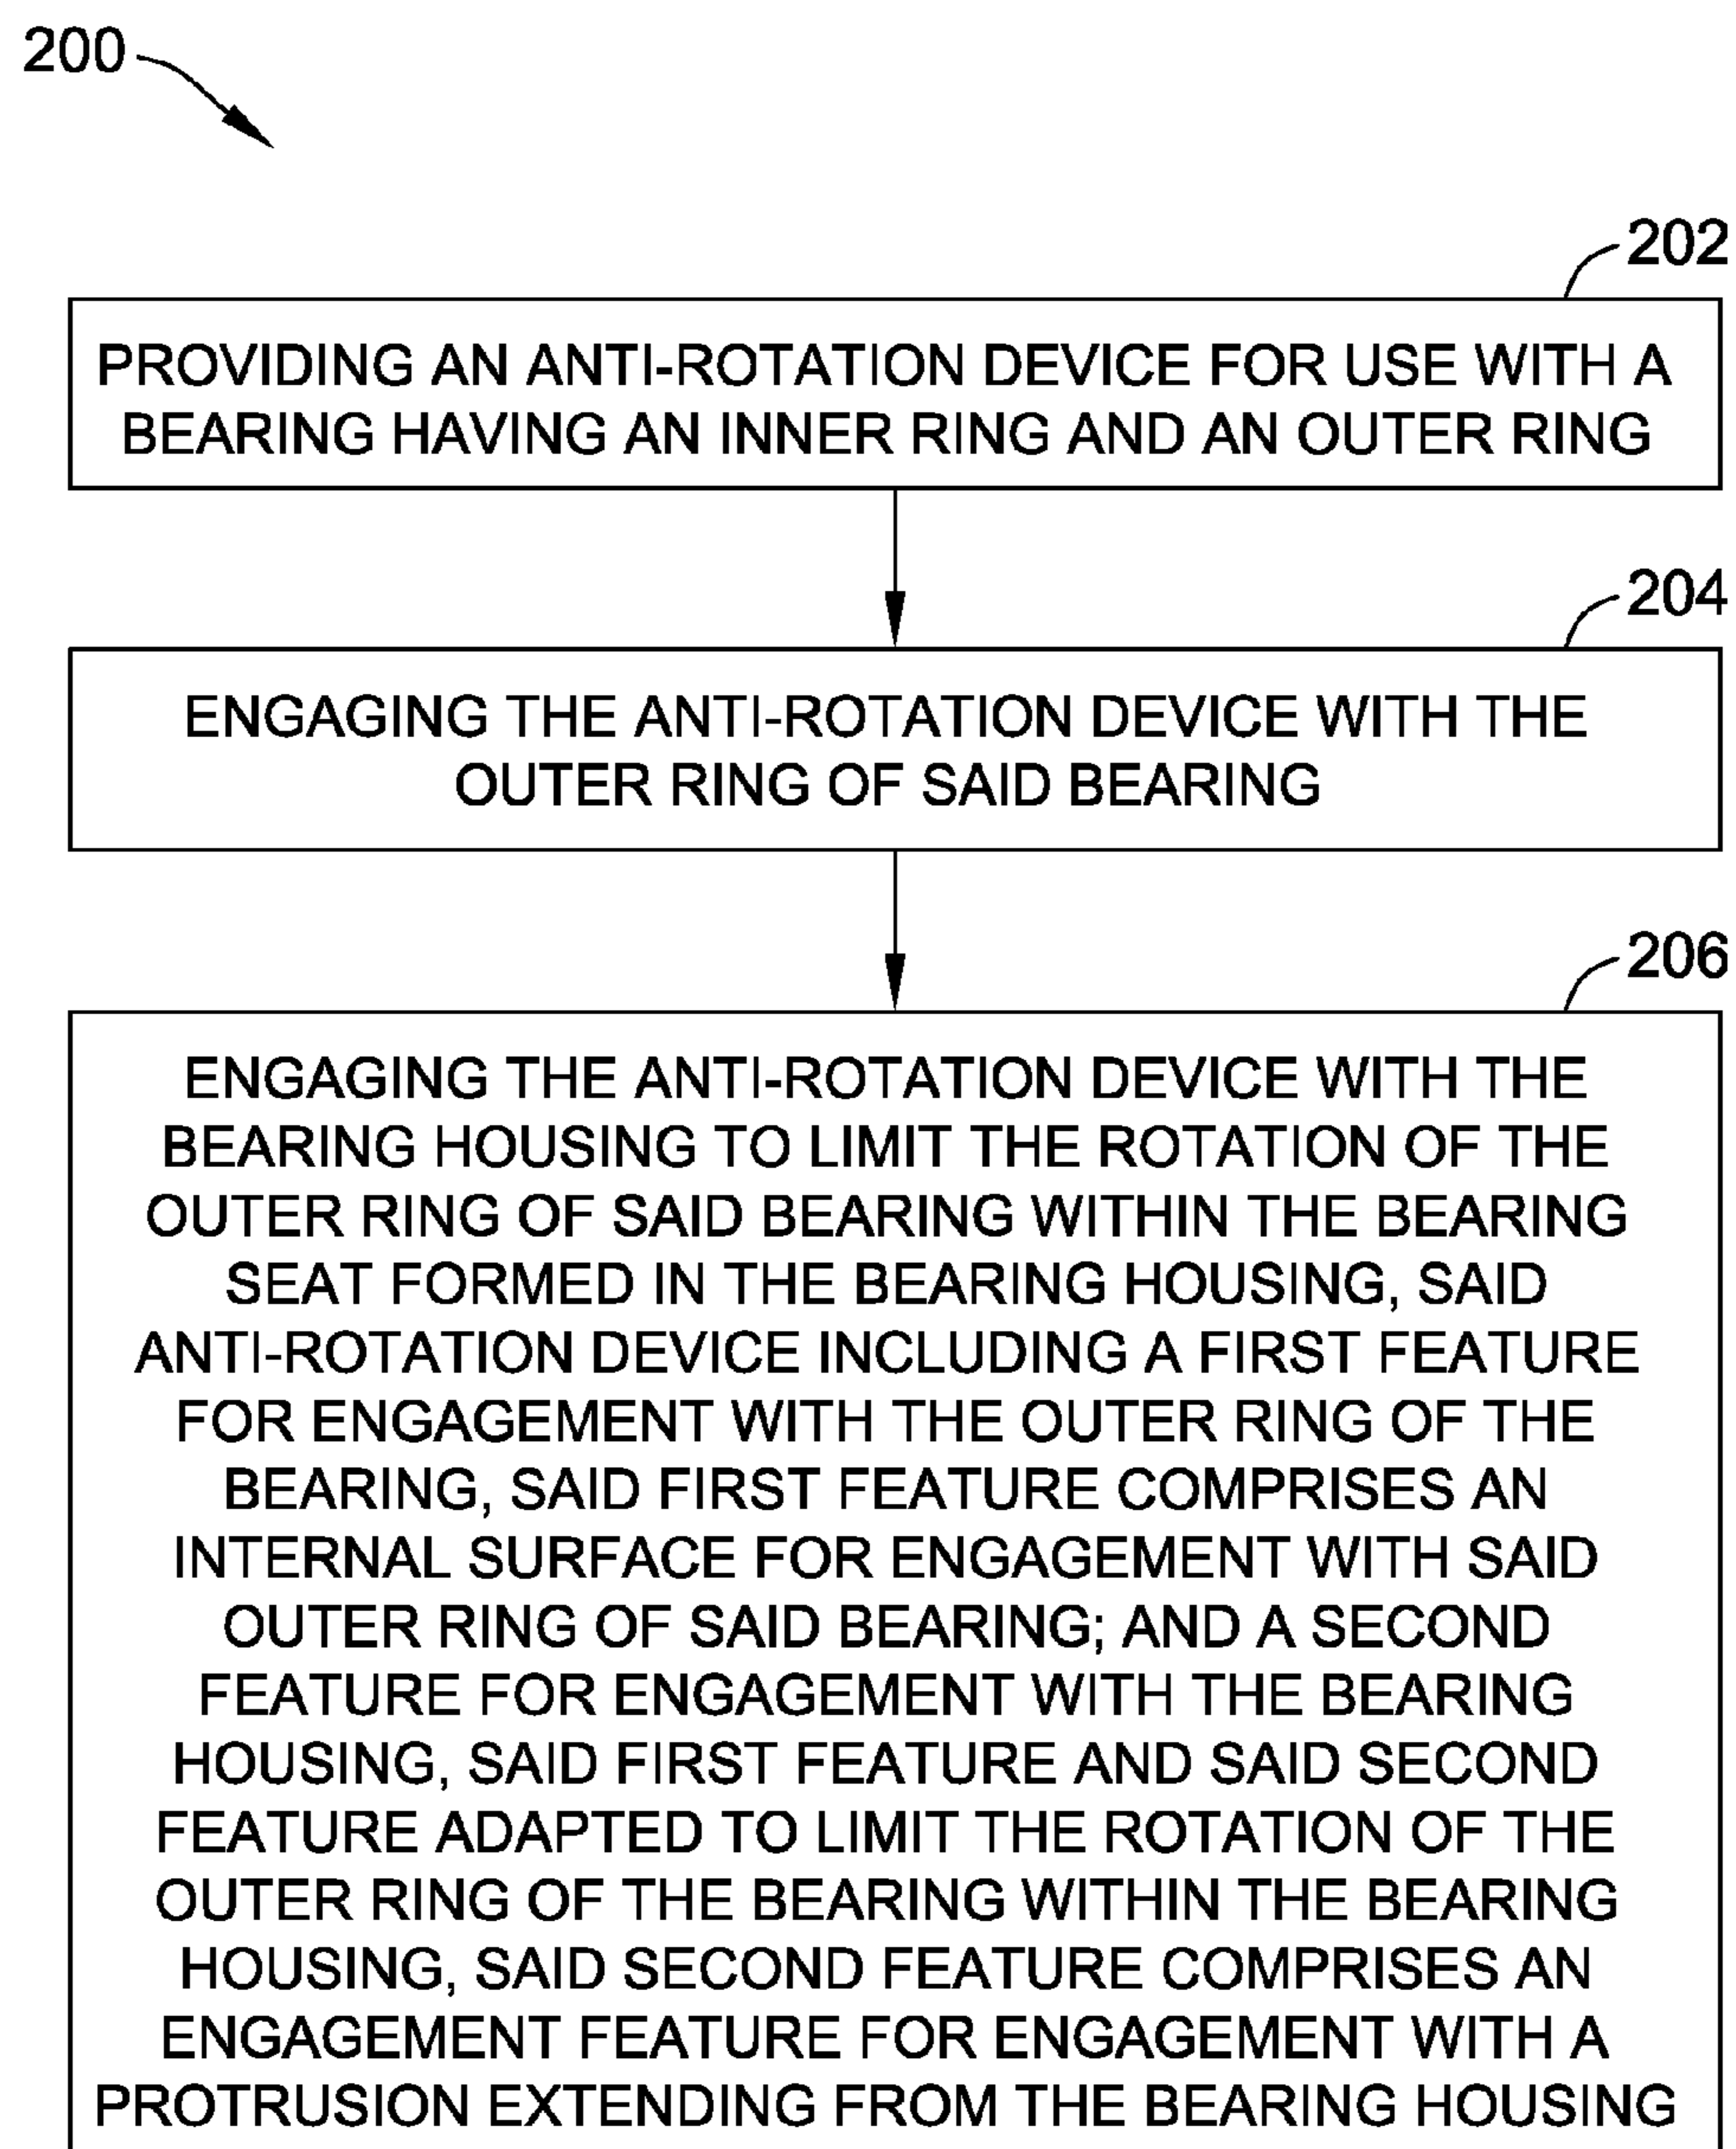 200
202
PROVIDING AN ANTI-ROTATION DEVICE FOR USE WITH A
BEARING HAVING AN INNER RING AND AN OUTER RING
204
ENGAGING THE ANTI-ROTATION DEVICE WITH THE
OUTER RING OF SAID BEARING
206
ENGAGING THE ANTI-ROTATION DEVICE WITH THE
BEARING HOUSING TO LIMIT THE ROTATION OF THE
OUTER RING OF SAID BEARING WITHIN THE BEARING
SEAT FORMED IN THE BEARING HOUSING, SAID
ANTI-ROTATION DEVICE INCLUDING A FIRST FEATURE
FOR ENGAGEMENT WITH THE OUTER RING OF THE
BEARING, SAID FIRST FEATURE COMPRISES AN
INTERNAL SURFACE FOR ENGAGEMENT WITH SAID
OUTER RING OF SAID BEARING; AND A SECOND
FEATURE FOR ENGAGEMENT WITH THE BEARING
HOUSING, SAID FIRST FEATURE AND SAID SECOND
FEATURE ADAPTED TO LIMIT THE ROTATION OF THE
OUTER RING OF THE BEARING WITHIN THE BEARING
HOUSING, SAID SECOND FEATURE COMPRISES AN
ENGAGEMENT FEATURE FOR ENGAGEMENT WITH A
PROTRUSION EXTENDING FROM THE BEARING HOUSING